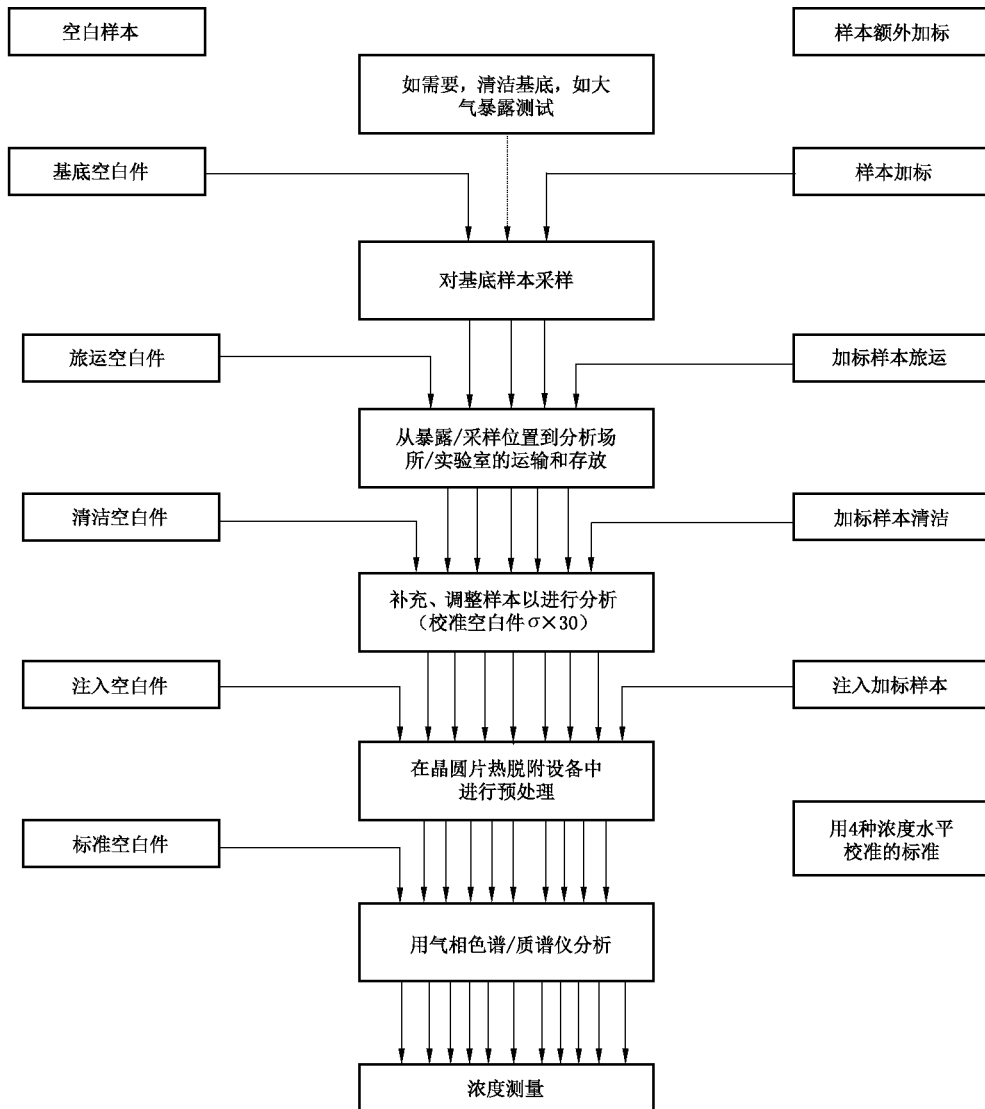 空白样本
样本额外加标
如需要，清洁基底，如大
气暴露测试
基底空白件
样本加标
对基底样本采样
旅运空白件
加标样本旅运
从暴露/采样位置到分析场
所/实验室的运输和存放
清洁空白件
加标样本清洁
补充、调整样本以进行分析
（校准空白件σ×30）
注入空白件
注入加标样本
在晶圆片热脱附设备中
进行预处理
标准空白件
用4种浓度水平
校准的标准
用气相色谱/质谱仪分析
浓度测量